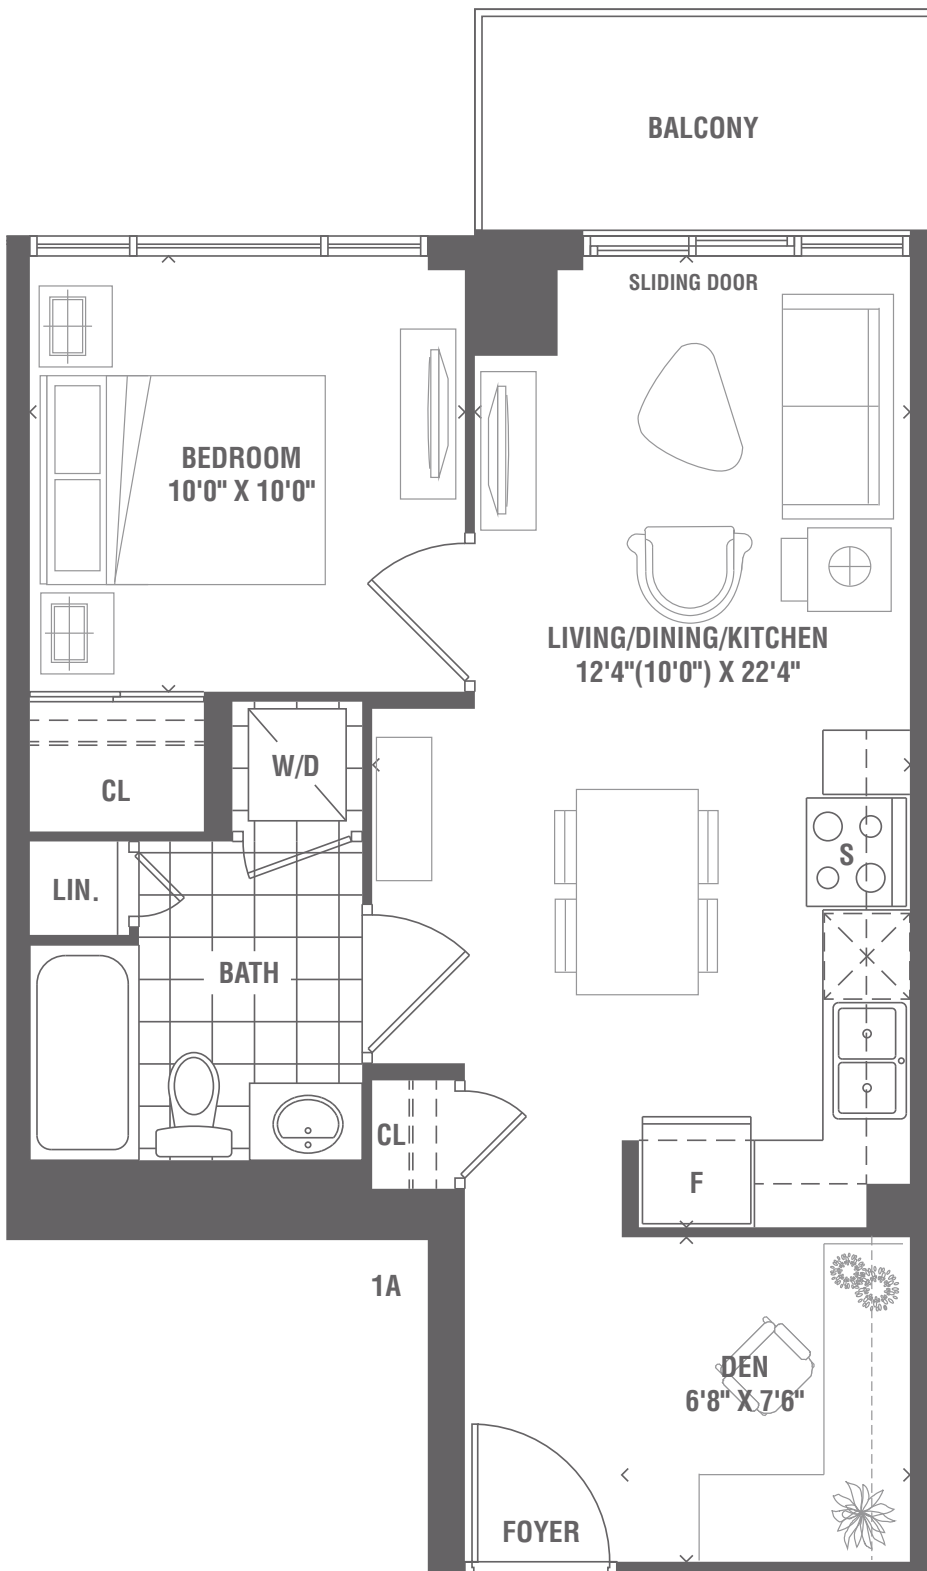 BALCONY
SLIDING DOOR
BEDROOM
10'0" X 10'0"
LIVING/DINING/KITCHEN
12'4"(10'0") X 22'4"
W/D
CL
S
LIN.
BATH
CL
F
1A
DEN
6'8" X 7'6"
FOYER